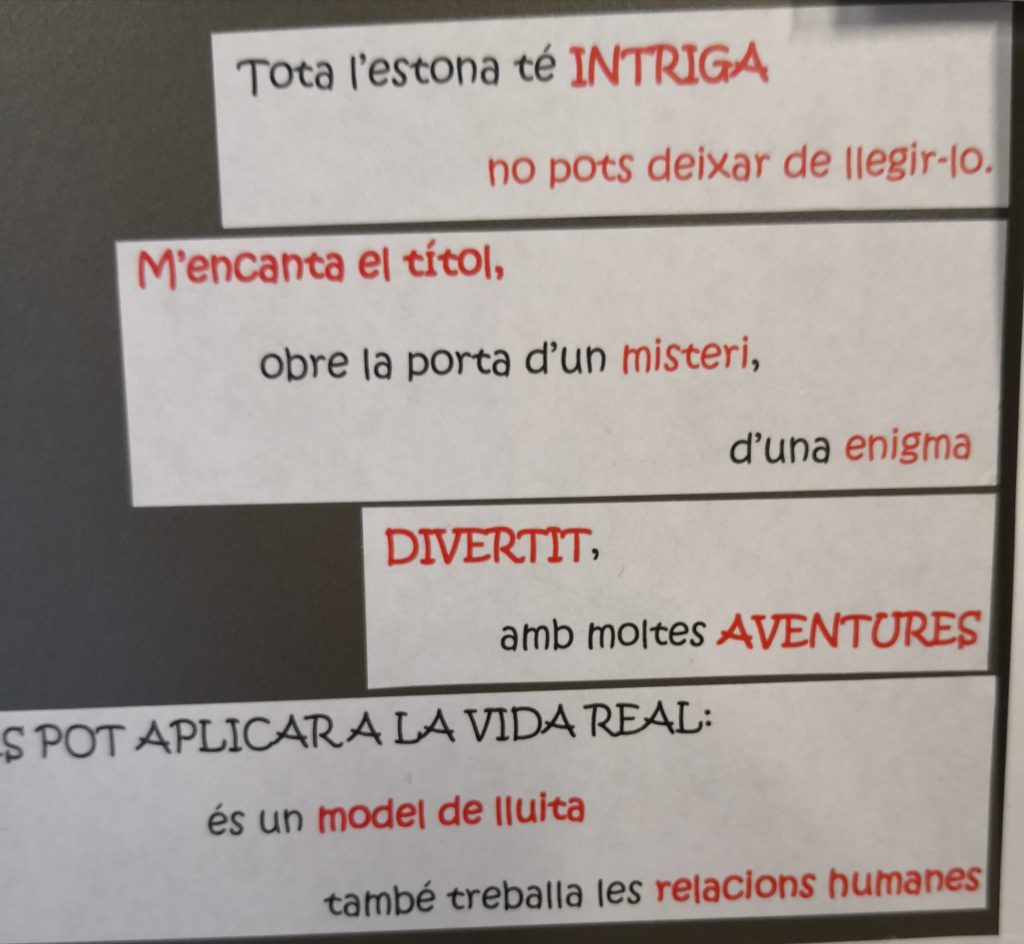 Tota l'estona té INTRIGA
no pots deixar de llegir-lo.
M'encanta el títol,
obre la porta d'un misteri,
d'una enigma
DIVERTIT,
amb moltes AVENTURES
POT APLICAR A LA VIDA REAL:
és un model de lluita
també treballa les relacions humanes